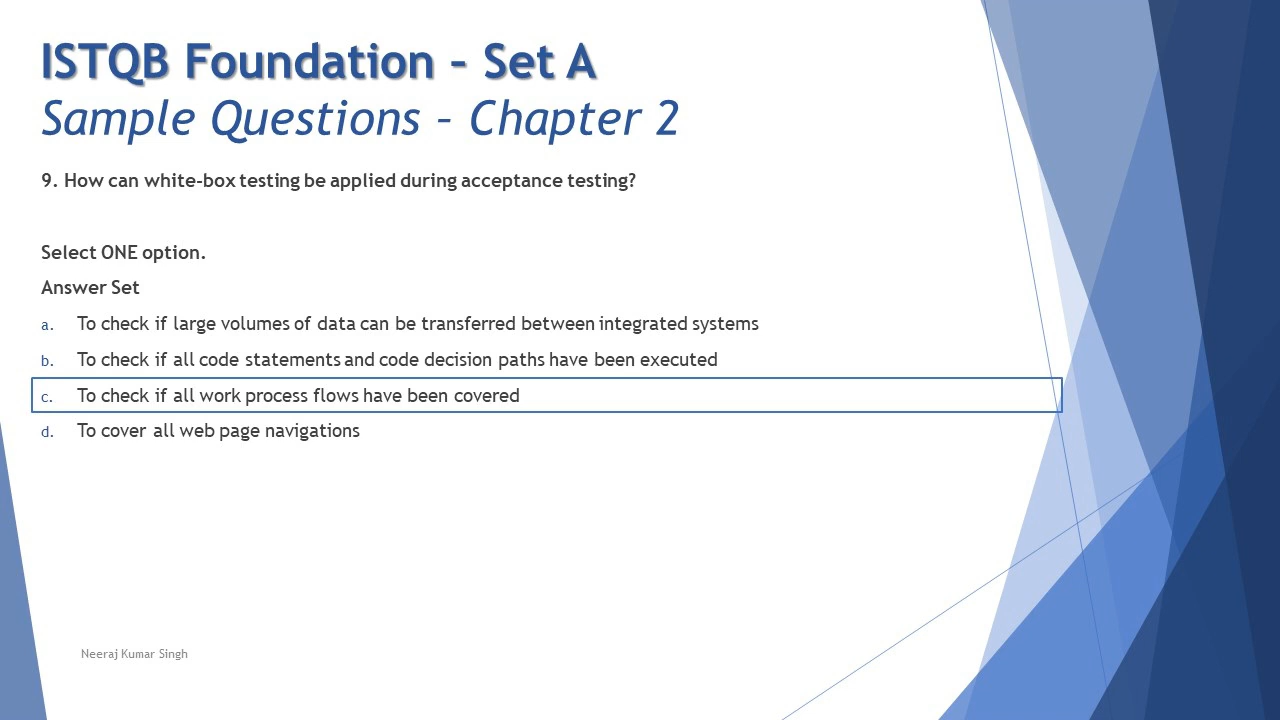 ISTQB Foundation – Set A
Sample Questions – Chapter 2
9. How can white-box testing be applied during acceptance testing?
Select ONE option.
Answer Set
a. To check if large volumes of data can be transferred between integrated systems
b. To check if all code statements and code decision paths have been executed
c. To check if all work process flows have been covered
d. To cover all web page navigations
Neeraj Kumar Singh